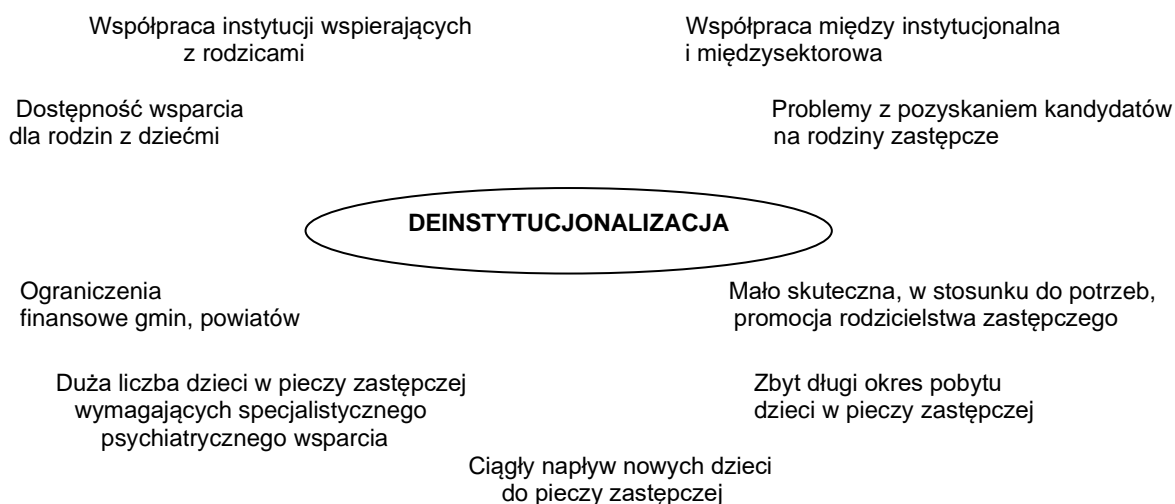 Współpraca instytucji wspierających
z rodzicami
Współpraca między instytucjonalna
i międzysektorowa
Dostępność wsparcia
dla rodzin z dziećmi
Problemy z pozyskaniem kandydatów
na rodziny zastępcze
DEINSTYTUCJONALIZACJA
Ograniczenia
finansowe gmin, powiatów
Mało skuteczna, w stosunku do potrzeb,
promocja rodzicielstwa zastępczego
Duża liczba dzieci w pieczy zastępczej
wymagających specjalistycznego
psychiatrycznego wsparcia
Zbyt długi okres pobytu
dzieci w pieczy zastępczej
Ciągły napływ nowych dzieci
do pieczy zastępczej